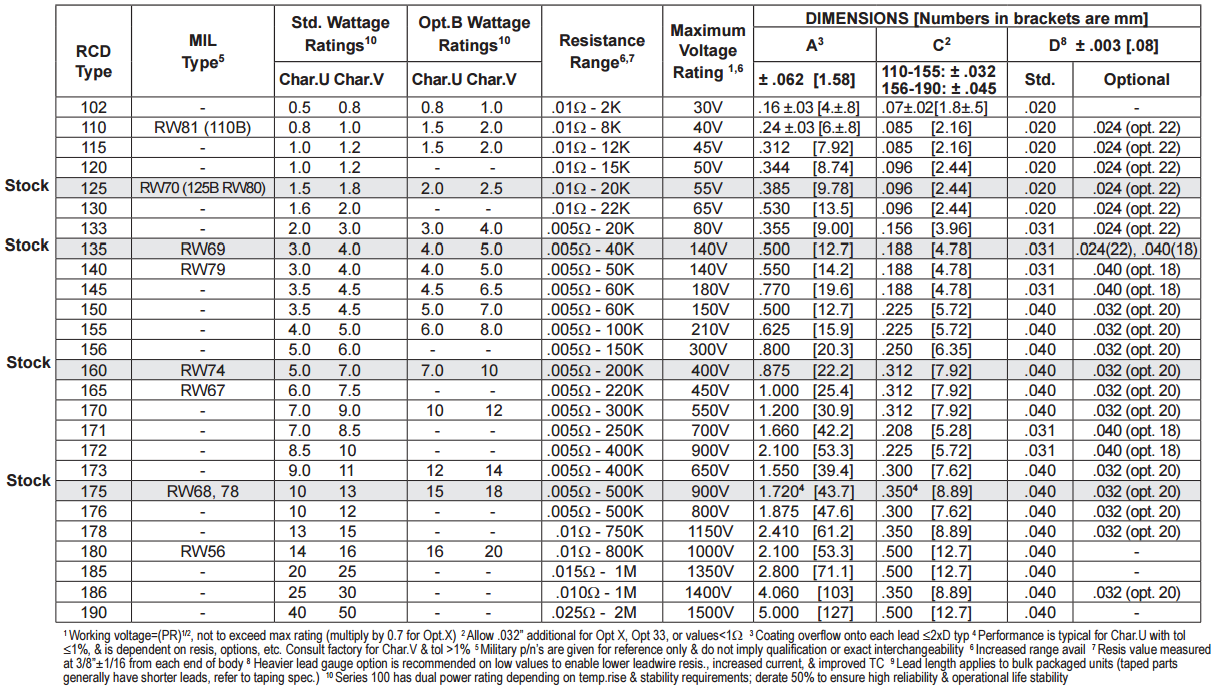 RCD Type MIL Type5 Std. Wattage Ratings10 Opt.B Wattage Ratings10 Resistance Range6,7 Maximum Voltage Rating 1,6 DIMENSIONS [Numbers in brackets are mm]
A3 C2 D8 ± .003 [.08]
Char.U Char.V Char.U Char.V ± .062 [1.58] 110-155: ± .032 156-190: ± .045 Std. Optional
102 - 0.5 0.8 0.8 1.0 .01Ω - 2K 30V .16 ±.03 [4.±.8] .07±02[1.8±.5] .020 -
110 RW81 (110B) 0.8 1.0 1.5 2.0 .01Ω - 8K 40V .24 ±.03 [6.±.8] .085 [2.16] .020 .024 (opt. 22)
115 - 1.0 1.2 1.5 2.0 .01Ω - 12K 45V .312 [7.92] .085 [2.16] .020 .024 (opt. 22)
120 - 1.0 1.2 - - .01Ω - 15K 50V .344 [8.74] .096 [2.44] .020 .024 (opt. 22)
Stock 125 RW70 (125B RW80) 1.5 1.8 2.0 2.5 .01Ω - 20K 55V .385 [9.78] .096 [2.44] .020 .024 (opt. 22)
130 - 1.6 2.0 - - .01Ω - 22K 65V .530 [13.5] .096 [2.44] .020 .024 (opt. 22)
133 - 2.0 3.0 3.0 4.0 .005Ω - 20K 80V .355 [9.00] .156 [3.96] .031 .024 (opt. 22)
Stock 135 RW69 3.0 4.0 4.0 5.0 .005Ω - 40K 140V .500 [12.7] .188 [4.78] .031 .024(22), .040(18)
140 RW79 3.0 4.0 4.0 5.0 .005Ω - 50K 140V .550 [14.2] .188 [4.78] .031 .040 (opt. 18)
145 - 3.5 4.5 4.5 6.5 .005Ω - 60K 180V .770 [19.6] .188 [4.78] .031 .040 (opt. 18)
150 - 3.5 4.5 5.0 7.0 .005Ω - 60K 150V .500 [12.7] .225 [5.72] .040 .032 (opt. 20)
155 - 4.0 5.0 6.0 8.0 .005Ω - 100K 210V .625 [15.9] .225 [5.72] .040 .032 (opt. 20)
156 - 5.0 6.0 - - .005Ω - 150K 300V .800 [20.3] .250 [6.35] .040 .032 (opt. 20)
Stock 160 RW74 5.0 7.0 7.0 10 .005Ω - 200K 400V .875 [22.2] .312 [7.92] .040 .032 (opt. 20)
165 RW67 6.0 7.5 - - .005Ω - 220K 450V 1.000 [25.4] .312 [7.92] .040 .032 (opt. 20)
170 - 7.0 9.0 10 12 .005Ω - 300K 550V 1.200 [30.9] .312 [7.92] .040 .032 (opt. 20)
171 - 7.0 8.5 - - .005Ω - 250K 700V 1.660 [42.2] .208 [5.28] .031 .040 (opt. 18)
172 - 8.5 10 - - .005Ω - 400K 900V 2.100 [53.3] .225 [5.72] .031 .040 (opt. 18)
173 - 9.0 11 12 14 .005Ω - 400K 650V 1.550 [39.4] .300 [7.62] .040 .032 (opt. 20)
Stock 175 RW68, 78 10 13 15 18 .005Ω - 500K 900V 1.7204 [43.7] .3504 [8.89] .040 .032 (opt. 20)
176 - 10 12 - - .005Ω - 500K 800V 1.875 [47.6] .300 [7.62] .040 .032 (opt. 20)
178 - 13 15 - - .01Ω - 750K 1150V 2.410 [61.2] .350 [8.89] .040 .032 (opt. 20)
180 RW56 14 16 16 20 .01Ω - 800K 1000V 2.100 [53.3] .500 [12.7] .040 -
185 - 20 25 - - .015Ω - 1M 1350V 2.800 [71.1] .500 [12.7] .040 -
186 - 25 30 - - .010Ω - 1M 1400V 4.060 [103] .350 [8.89] .040 .032 (opt. 20)
190 - 40 50 - - .025Ω - 2M 1500V 5.000 [127] .500 [12.7] .040 -
1 Working voltage=(PR)1/2, not to exceed max rating (multiply by 0.7 for Opt.X) 2 Allow .032" additional for Opt X, Opt 33, or values<1Ω 3 Coating overflow onto each lead ≤2xD typ 4 Performance is typical for Char.U with tol
≤1%, & is dependent on resis, options, etc. Consult factory for Char.V & tol >1% 5 Military p/n's are given for reference only & do not imply qualification or exact interchangeability 6 Increased range avail 7 Resis value measured
at 3/8"±1/16 from each end of body 8 Heavier lead gauge option is recommended on low values to enable lower leadwire resis., increased current, & improved TC 9 Lead length applies to bulk packaged units (taped parts
generally have shorter leads, refer to taping spec.) 10 Series 100 has dual power rating depending on temp.rise & stability requirements; derate 50% to ensure high reliability & operational life stability